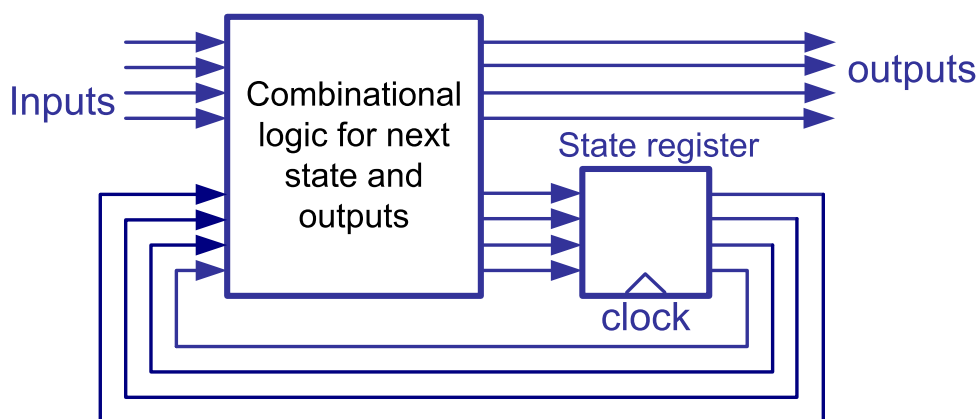 Inputs
Combinational
logic for next
state and
outputs
outputs
State register
clock